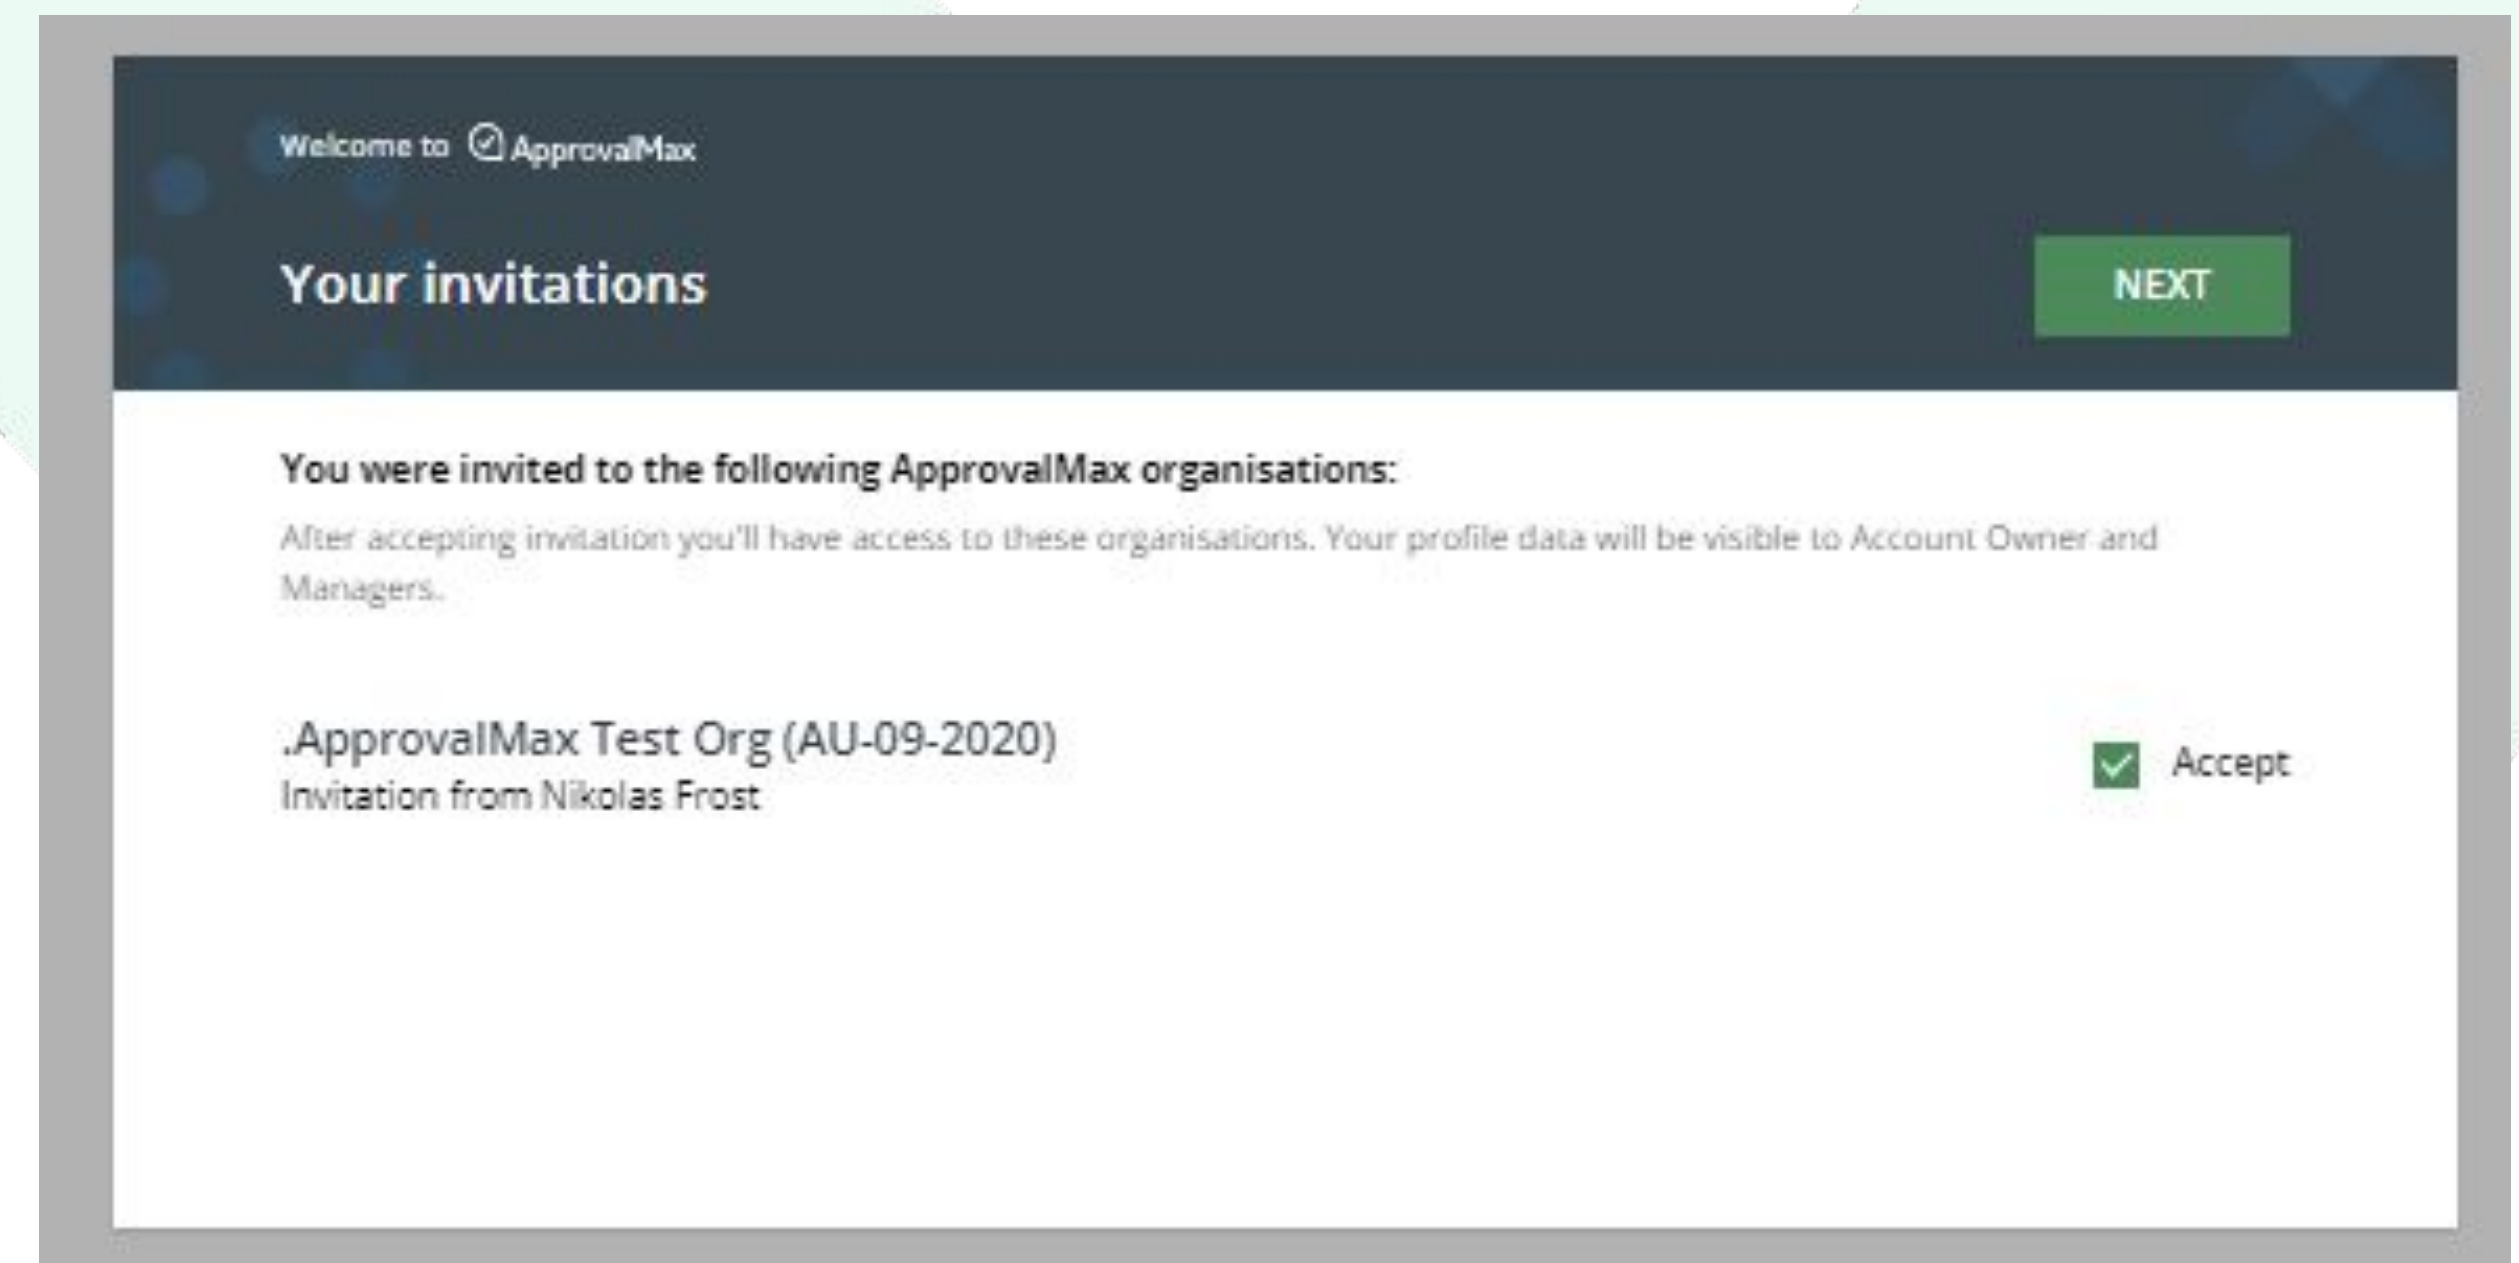 Welcome to ApprovalMax
Your invitations
NEXT
You were invited to the following ApprovalMax organisations:
After accepting invitation you'll have access to these organisations. Your profile data will be visible to Account Owner and
Managers.
.ApprovalMax Test Org (AU-09-2020)
Accept
Invitation from Nikolas Frost